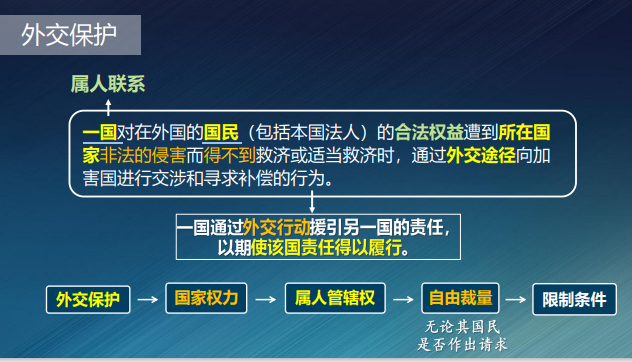 外交保护
属人联系
一国对在外国的国民（包括本国法人）的合法权益遭到所在国
家非法的侵害而得不到救济或适当救济时，通过外交途径向加
害国进行交涉和寻求补偿的行为。
一国通过外交行动援引另一国的责任，
以期使该国责任得以履行。
外交保护 → 国家权力 → 属人管辖权 → 自由裁量 → 限制条件
无论其国民
是否作出请求